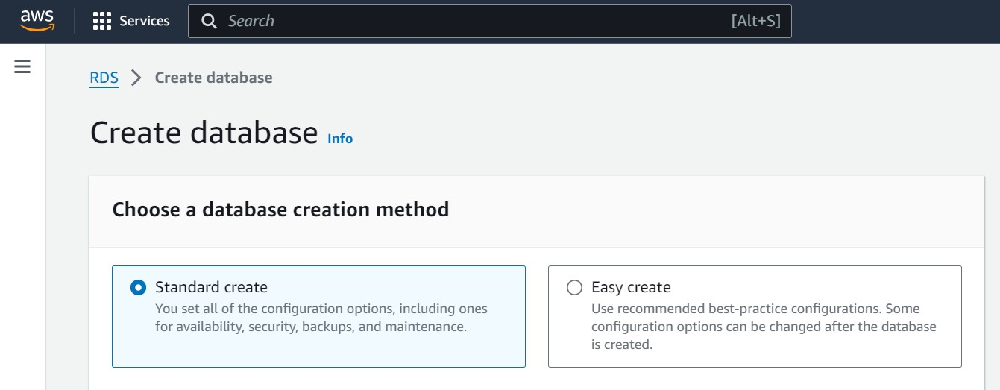 aws Services Search [Alt+S]
RDS > Create database
Create database Info
Choose a database creation method
Standard create
You set all of the configuration options, including ones
for availability, security, backups, and maintenance.
Easy create
Use recommended best-practice configurations. Some
configuration options can be changed after the database
is created.